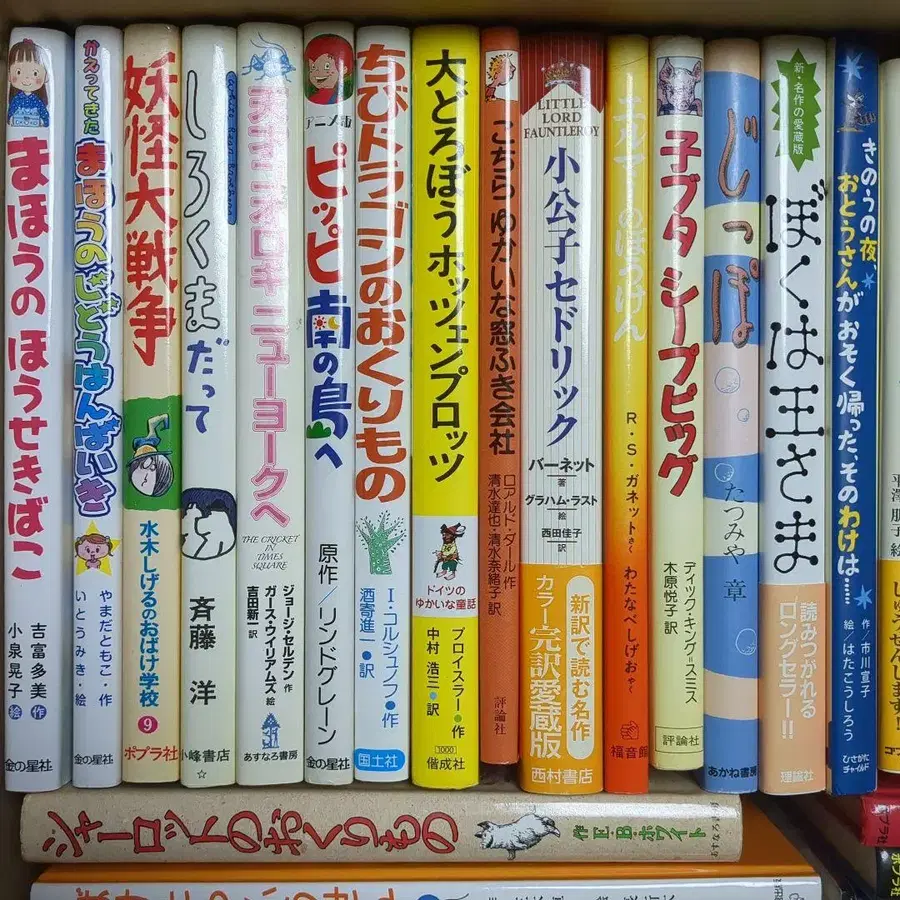 まほうの ほうせきばこ
吉富多美 作
小泉晃子 絵
金の星社
かえってきた
まほうのじどうはんばいき
やまだともこ・作
いとうみき・絵
金の星社
妖怪大戦争
水木しげるのおばけ学校
9
ポプラ社
しろくまだって
斉藤 洋
小峰書店
ニューヨークへ
THE CRICKET
IN
TIMES
SQUARE
ジョージ・セルデン 作
ガース・ウイリアムズ 絵
吉田新一 訳
あすなろ書房
アニメ版
ピッピ南の島へ
原作/リンドグレーン
金の星社
ちびドラゴンのおくりもの
I・コルシュノフ・作
酒寄進一・訳
国土社
大どろぼう ホッツェンプロッツ
ドイツの
ゆかいな童話
プロイスラー・作
中村 浩三・訳
1000
偕成社
こちら ゆかいな窓ふき会社
ロアルド・ダール 作
清水達也・清水奈緒子 訳
評論社
LITTLE
LORD
FAUNTLEROY
小公子セドリック
バーネット
著
グラハム・ラスト
絵
西田佳子
訳
新訳で読む名作
カラー完訳愛蔵版
西村書店
エルマーのぼうけん
R・S・ガネットさく
わたなべしげおやく
福音館
子ブタ シープピッグ
ディック・キング=スミス
木原悦子 訳
評論社
じっぽ
たつみや 章
あかね書房
新・名作の愛蔵版
ぼくは王さま
読みつがれる
ロングセラー!!
理論社
きのうの夜、
おとうさんが おそく帰った、そのわけは……
作/市川宣子
絵/はたこうしろう
ひさかた
チャイルド
平澤朋子 絵
シャーロットのおくりもの
作 E・B・ホワイト
ポプラ社